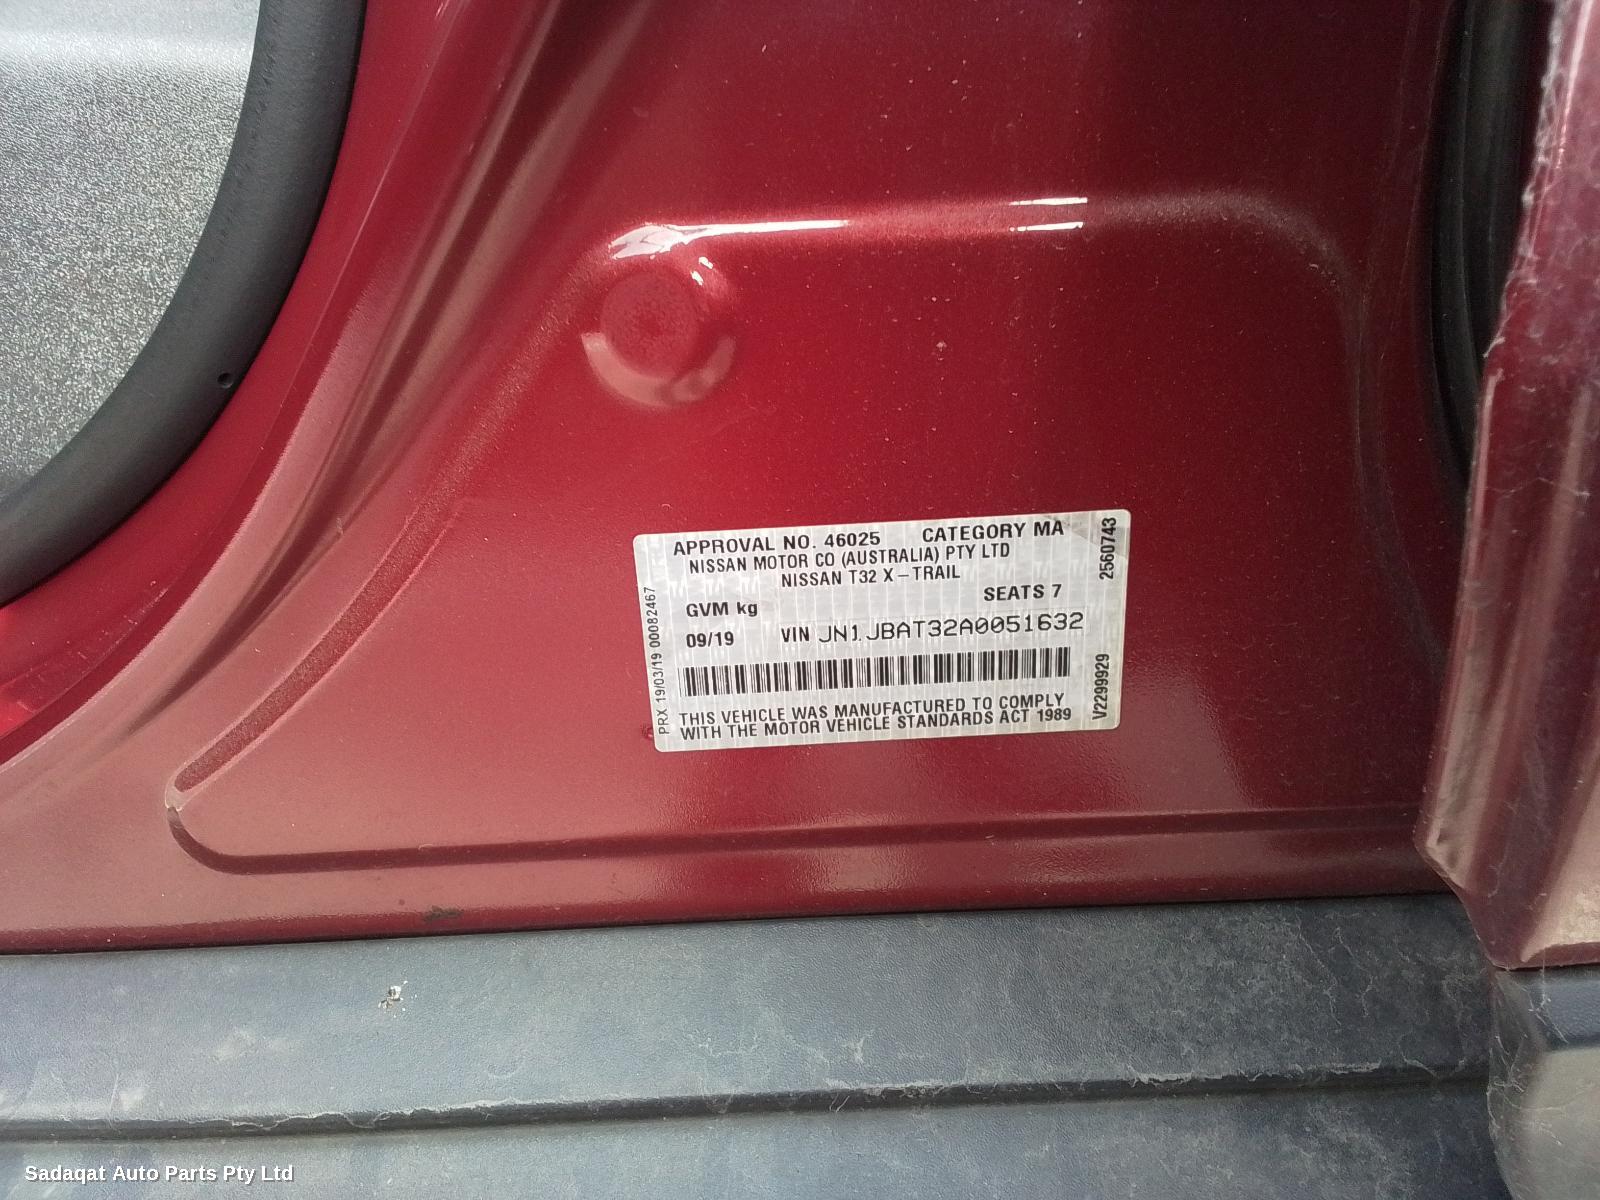 APPROVAL NO. 46025 CATEGORY MA
NISSAN MOTOR CO (AUSTRALIA) PTY LTD
NISSAN T32 X-TRAIL
SEATS 7
GVM kg
09/19 VIN JN1JBAT32A0051632
THIS VEHICLE WAS MANUFACTURED TO COMPLY
WITH THE MOTOR VEHICLE STANDARDS ACT 1989
PRX 19/03/19 00082467
2560743
V2299929
Sadaqat Auto Parts Pty Ltd